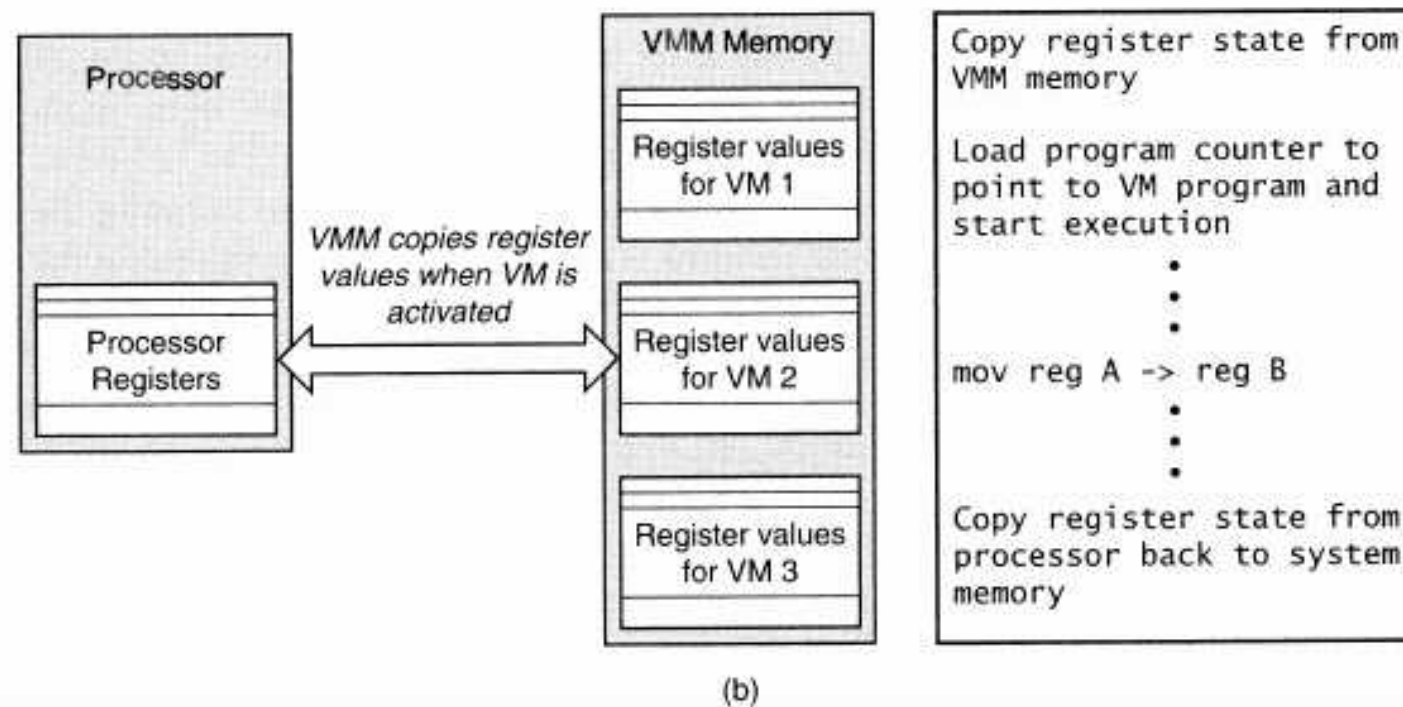 Processor
VMM copies register
values when VM is
activated
Processor
Registers
VMM Memory
Register values
for VM 1
Register values
for VM 2
Register values
for VM 3
Copy register state from
VMM memory
Load program counter to
point to VM program and
start execution
mov reg A -> reg B
Copy register state from
processor back to system
memory
(b)